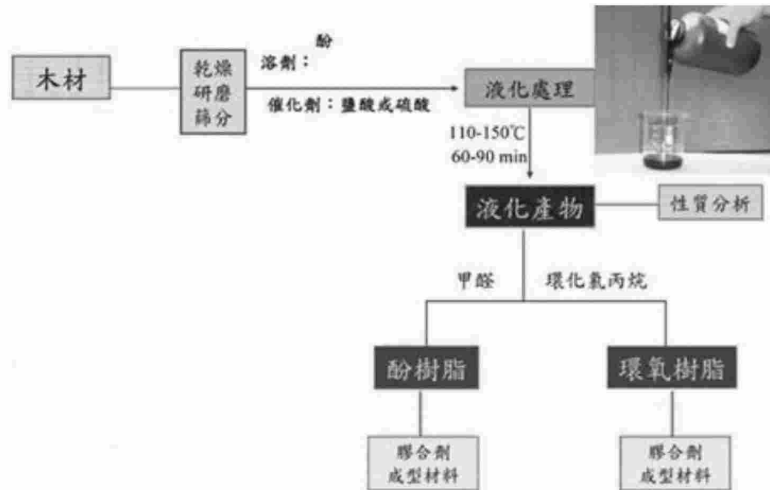 木材
乾燥
研磨
篩分
酚
溶劑：
催化劑：鹽酸或硫酸
液化處理
110-150℃
60-90 min
液化產物
性質分析
甲醛
環化氯丙烷
酚樹脂
環氧樹脂
膠合劑
成型材料
膠合劑
成型材料